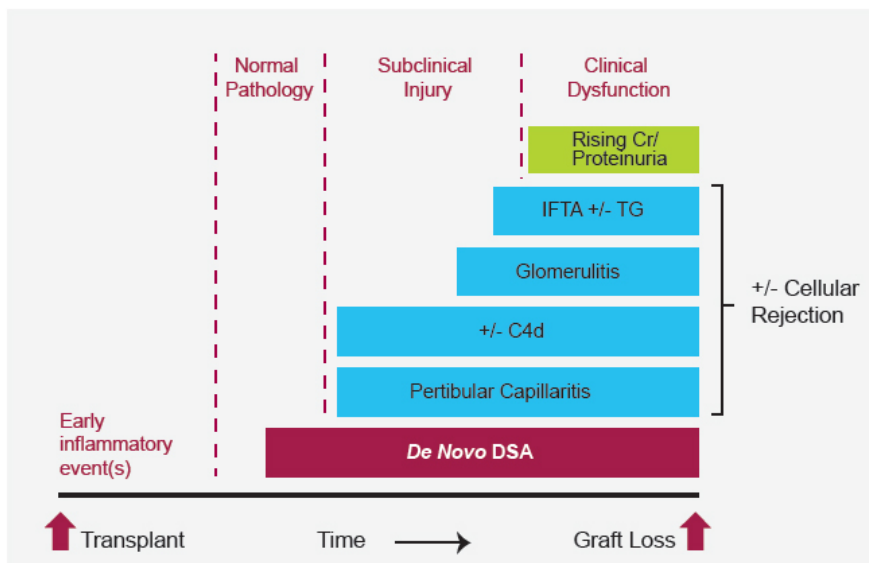 Normal
Pathology
Subclinical
Injury
Clinical
Dysfunction
Rising Cr/
Proteinuria
IFTA +/- TG
Glomerulitis
+/- C4d
Pertibular Capillaritis
+/- Cellular
Rejection
Early
inflammatory
event(s)
De Novo DSA
Transplant
Time
Graft Loss